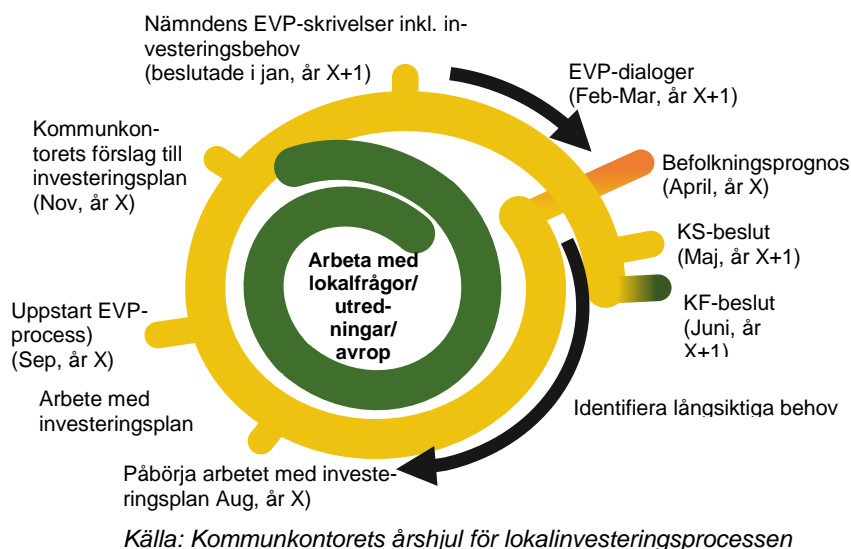 Nämndens EVP-skrivelser inkl. in-
vesteringsbehov
(beslutade i jan, år X+1)
EVP-dialoger
(Feb-Mar, år X+1)
Kommunkon-
torets förslag till
investeringsplan
(Nov, år X)
Befolkningsprognos
(April, år X)
KS-beslut
(Maj, år X+1)
KF-beslut
(Juni, år
X+1)
Arbeta med
lokalfrågor/
utred-
ningar/
avrop
Uppstart EVP-
process)
(Sep, år X)
Arbete med
investeringsplan
Identifiera långsiktiga behov
Påbörja arbetet med investe-
ringsplan Aug, år X)
Källa: Kommunkontorets årshjul för lokalinvesteringsprocessen